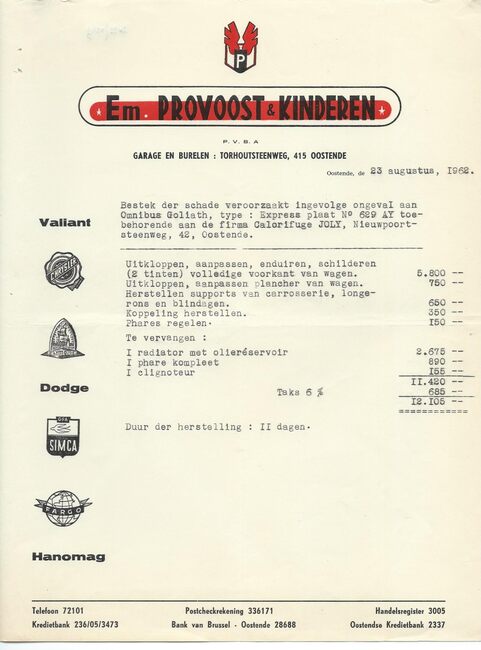 P
Em. PROVOOST & KINDEREN
P.V.B.A
GARAGE EN BURELEN : TORHOUTSTEENWEG, 415 OOSTENDE
Oostende, de 23 augustus, 1962.
Bestek der schade veroorzaakt ingevolge ongeval aan
Omnibus Goliath, type : Express plaat Nº 629 AY toe-
behorende aan de firma Calorifuge JOLY, Nieuwpoort-
steenweg, 42, Oostende.
Valiant
CHRYSLER
Dodge
SIMCA
FARGO
Hanomag
Uitkloppen, aanpassen, enduiren, schilderen
(2 tinten) volledige voorkant van wagen. 5.800 --
Uitkloppen, aanpassen plancher van wagen. 750 --
Herstellen supports van carrosserie, longe-
rons en blindagen. 650 --
Koppeling herstellen. 350 --
Phares regelen. I50 --
Te vervangen :
I radiator met olieréservoir 2.675 --
I phare kompleet 890 --
I clignoteur I55 --
II.420 --
Taks 6 % 685 --
I2.I05 --
============
Duur der herstelling : II dagen.
Telefoon 72101 Postcheckrekening 336171 Handelsregister 3005
Kredietbank 236/05/3473 Bank van Brussel - Oostende 28688 Oostendse Kredietbank 2337